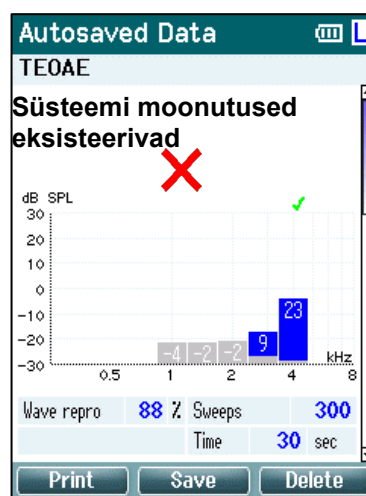 Autosaved Data L
TEOAE
Süsteemi moonutused
eksisteerivad
dB SPL
30
20
10
0
-10
-20
-30
-4 -2 -2 9 23
kHz
0.5 1 2 4 8
Wave repro 88 % Sweeps 300
Time 30 sec
Print Save Delete